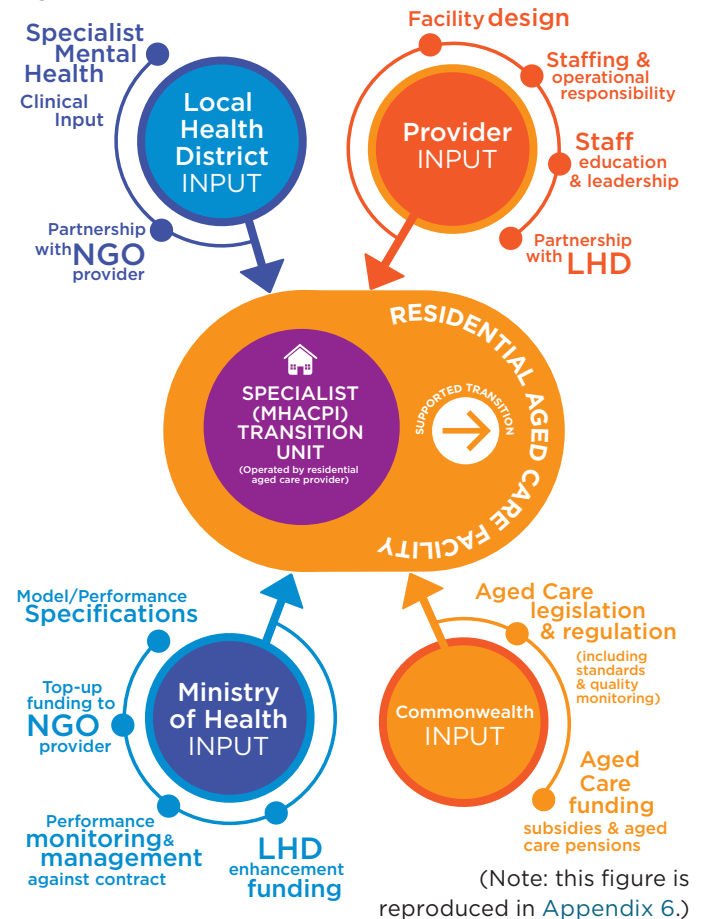 Specialist
Mental
Health
Clinical
Input
Local
Health
District
INPUT
Partnership
with NGO
provider
Facility design
Staffing &
operational
responsibility
Provider
INPUT
Staff
education
& leadership
Partnership
with LHD
RESIDENTIAL AGED CARE FACILITY
SPECIALIST
(MHACPI)
TRANSITION
UNIT
(Operated by residential
aged care provider)
SUPPORTED TRANSITION
Model/Performance
Specifications
Top-up
funding to
NGO
provider
Ministry
of Health
INPUT
Performance
monitoring&
management
against contract
LHD
enhancement
funding
Aged Care
legislation
& regulation
(including
standards
& quality
monitoring)
Commonwealth
INPUT
Aged
Care
funding
subsidies & aged
care pensions
(Note: this figure is
reproduced in Appendix 6.)